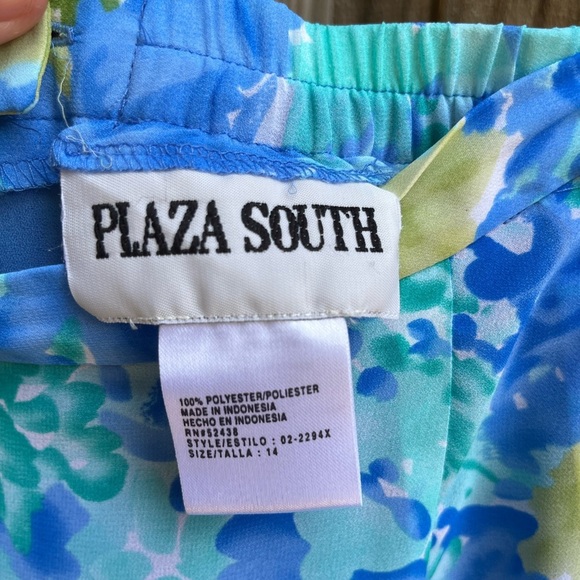 PLAZA SOUTH
100% POLYESTER/POLIESTER
MADE IN INDONESIA
HECHO EN INDONESIA
RN#52438
STYLE/ESTILO : 02-2294X
SIZE/TALLA : 14